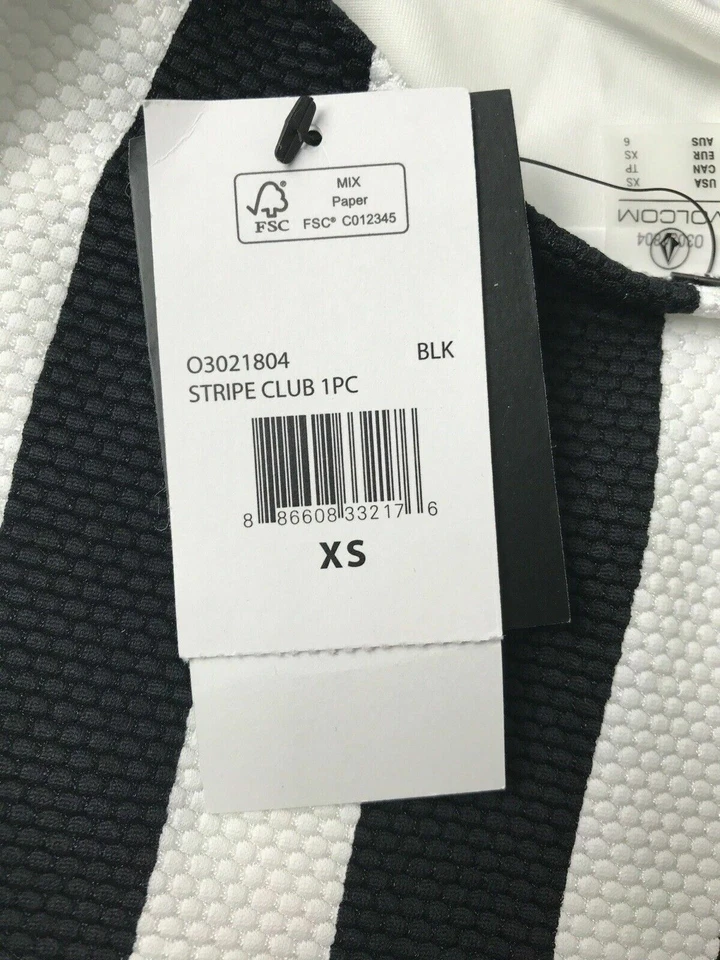 MIX
Paper
FSC FSC® C012345
O3021804 BLK
STRIPE CLUB 1PC
8 86608 33217 6
XS
VOLCOM
USA XS
CAN TP
EUR XS
AUS 6